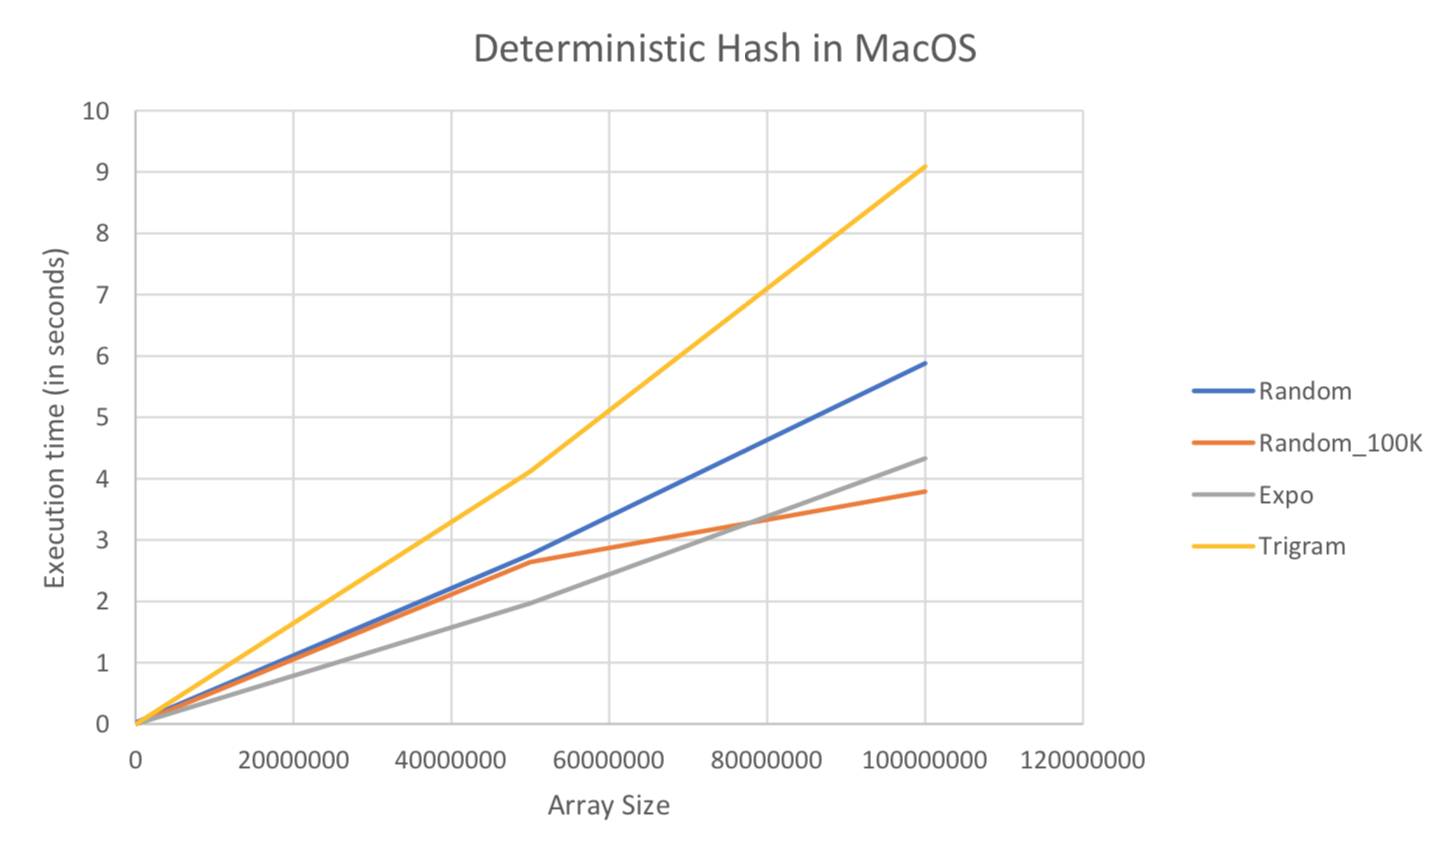 Deterministic Hash in MacOS
10
9
8
7
6
5
4
3
2
1
0
Execution time (in seconds)
0 20000000 40000000 60000000 80000000 100000000 120000000
Array Size
Random
Random_100K
Expo
Trigram